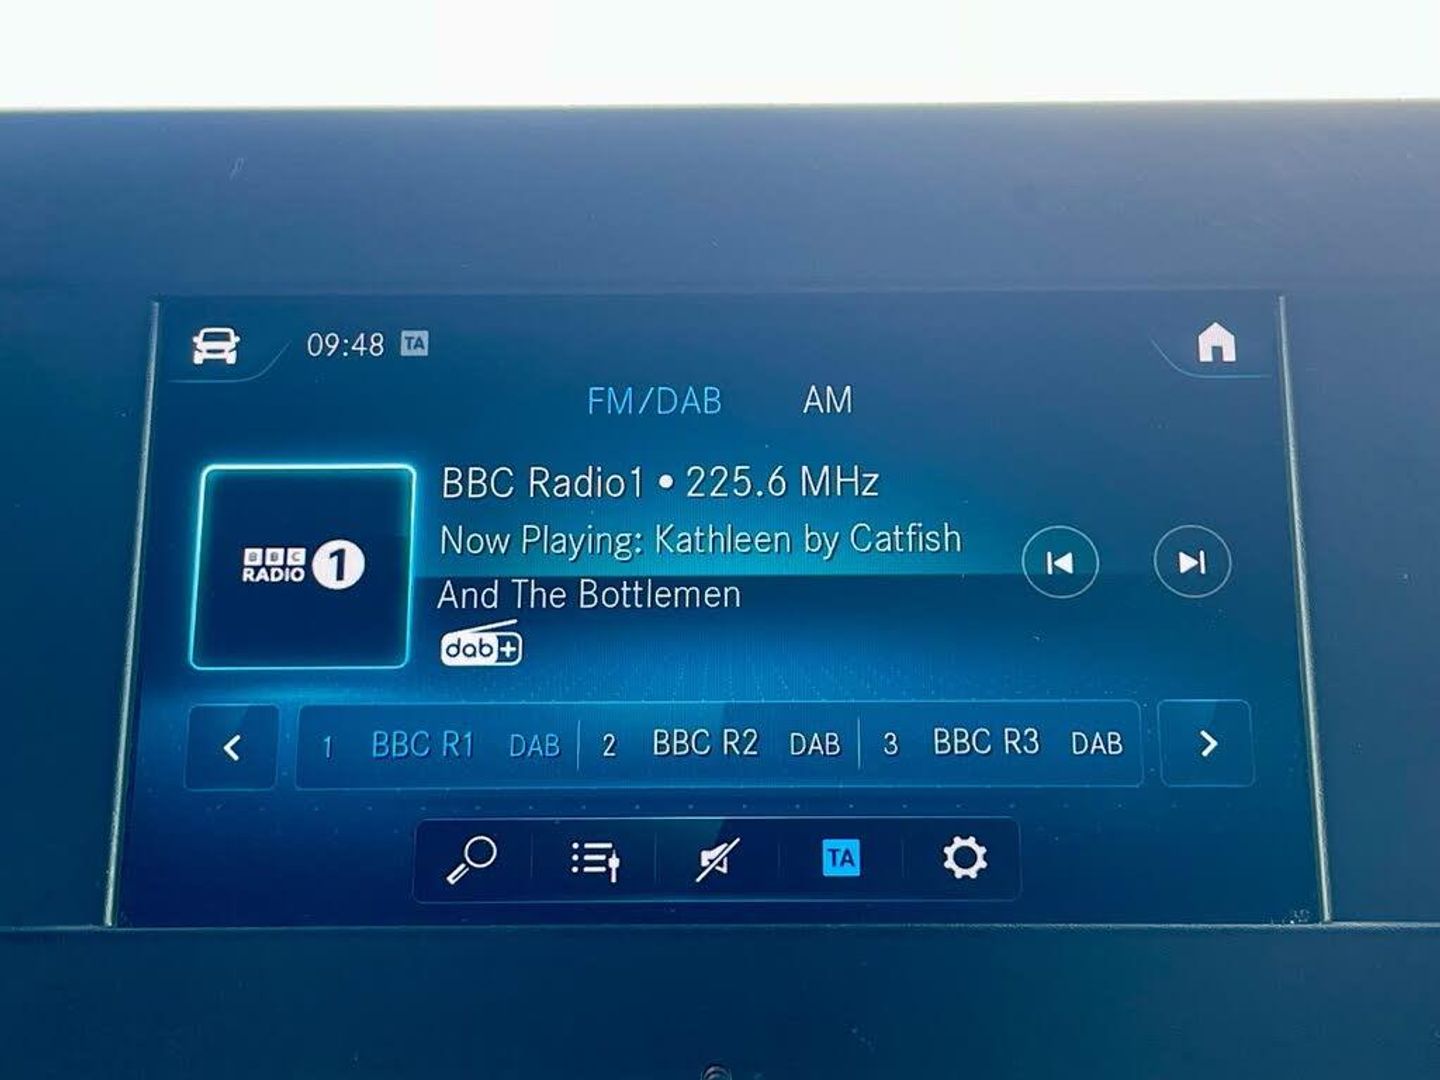 09:48 TA
FM/DAB AM
BBC Radio1 • 225.6 MHz
Now Playing: Kathleen by Catfish
And The Bottlemen
BBC
RADIO 1
dab+
1 BBC R1 DAB 2 BBC R2 DAB 3 BBC R3 DAB
TA